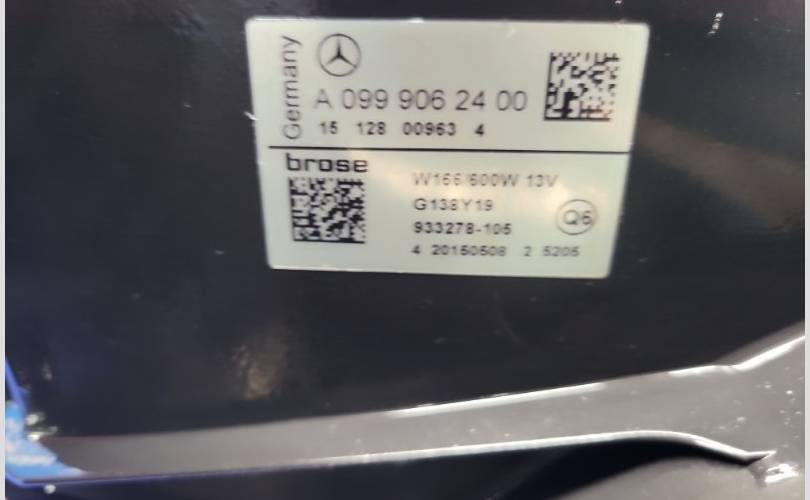 Germany
A 099 906 24 00
15 128 00963 4
brose
W166/600W 13V
G138Y19
933278-105
Q6
4 20150508 2 5205